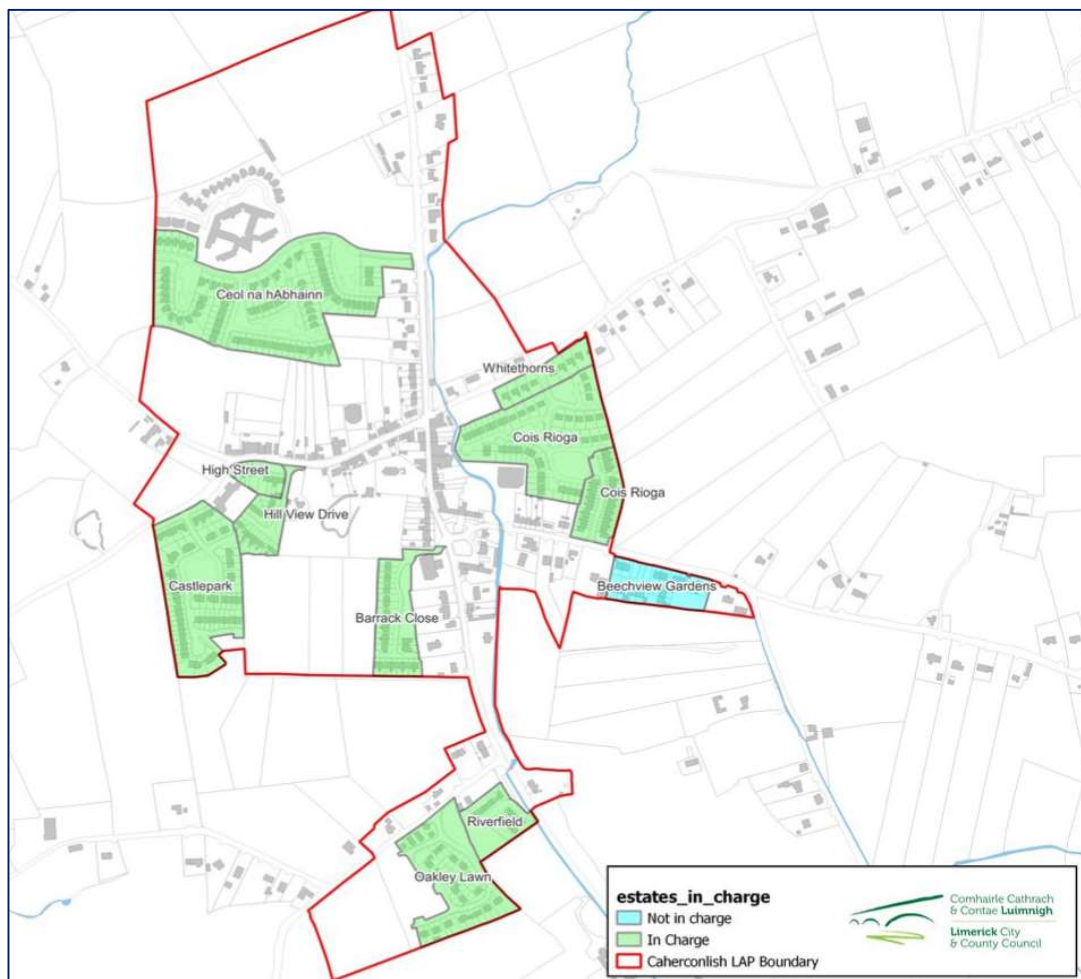 Ceol na hAbhainn
Whitethorns
Cois Rioga
High Street
Cois Rioga
Hill View Drive
Castlepark
Beechview Gardens
Barrack Close
Riverfield
Oakley Lawn
estates_in_charge
Not in charge
In Charge
Caherconlish LAP Boundary
Comhairle Cathrach
& Contae Luimnigh
Limerick City
& County Council